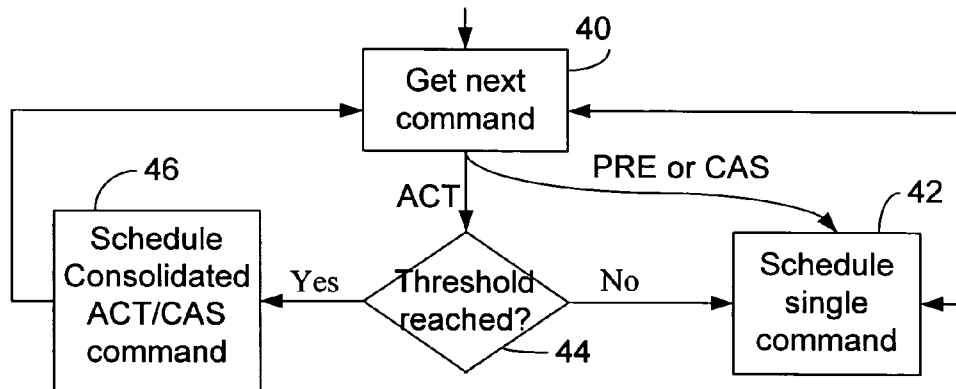 40
Get next
command
PRE or CAS
ACT
46
Schedule
Consolidated
ACT/CAS
command
Yes
Threshold
reached?
44
No
42
Schedule
single
command